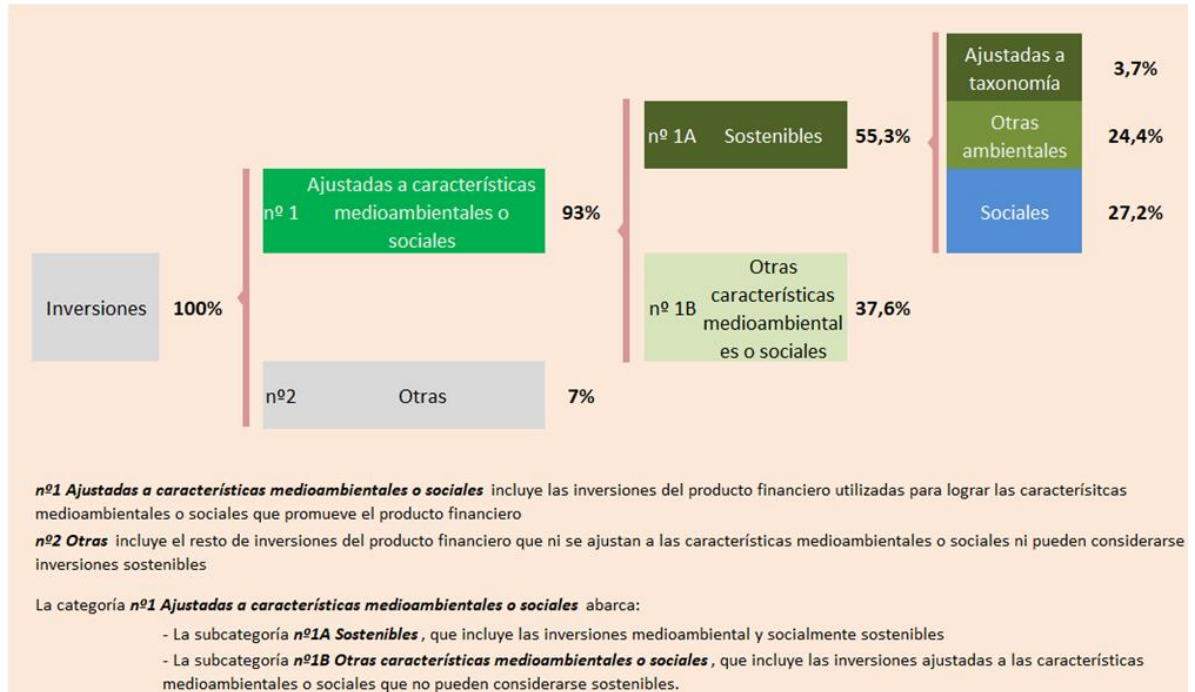 Ajustadas a
taxonomía
3,7%
nº 1A Sostenibles
55,3%
Otras
ambientales
24,4%
nº 1
Ajustadas a características
medioambientales o
sociales
93%
Sociales
27,2%
Inversiones
100%
nº 1B
Otras
características
medioambiental
es o sociales
37,6%
nº2 Otras
7%
nº1 Ajustadas a características medioambientales o sociales incluye las inversiones del producto financiero utilizadas para lograr las caracterísitcas
medioambientales o sociales que promueve el producto financiero
nº2 Otras incluye el resto de inversiones del producto financiero que ni se ajustan a las características medioambientales o sociales ni pueden considerarse
inversiones sostenibles
La categoría nº1 Ajustadas a características medioambientales o sociales abarca:
- La subcategoría nº1A Sostenibles, que incluye las inversiones medioambiental y socialmente sostenibles
- La subcategoría nº1B Otras características medioambientales o sociales, que incluye las inversiones ajustadas a las características
medioambientales o sociales que no pueden considerarse sostenibles.